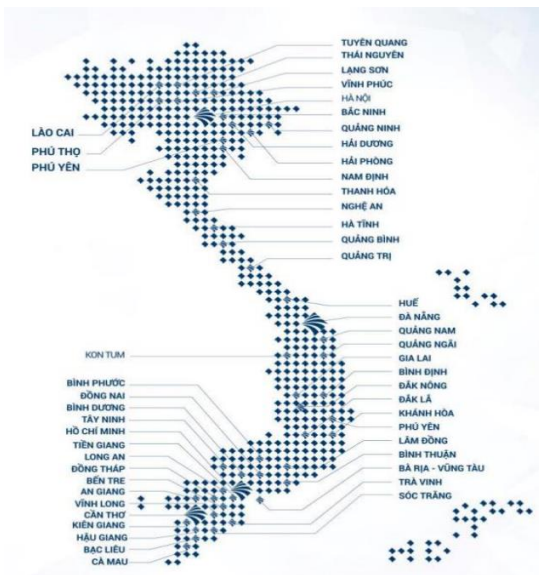 TUYÊN QUANG
THÁI NGUYÊN
LẠNG SƠN
VĨNH PHÚC
HÀ NỘI
BẮC NINH
QUẢNG NINH
HẢI DƯƠNG
HẢI PHÒNG
NAM ĐỊNH
THANH HÓA
NGHỆ AN
HÀ TĨNH
QUẢNG BÌNH
QUẢNG TRỊ
LÀO CAI
PHÚ THỌ
PHÚ YÊN
HUẾ
ĐÀ NẴNG
QUẢNG NAM
QUẢNG NGÃI
GIA LAI
BÌNH ĐỊNH
ĐĂK NÔNG
ĐĂK LĂ
KHÁNH HÒA
PHÚ YÊN
LÂM ĐỒNG
BÌNH THUẬN
BÀ RỊA - VŨNG TÀU
TRÀ VINH
SÓC TRĂNG
KON TUM
BÌNH PHƯỚC
ĐỒNG NAI
BÌNH DƯƠNG
TÂY NINH
HỒ CHÍ MINH
TIỀN GIANG
LONG AN
ĐỒNG THÁP
BẾN TRE
AN GIANG
VĨNH LONG
CẦN THƠ
KIÊN GIANG
HẬU GIANG
BẠC LIÊU
CÀ MAU